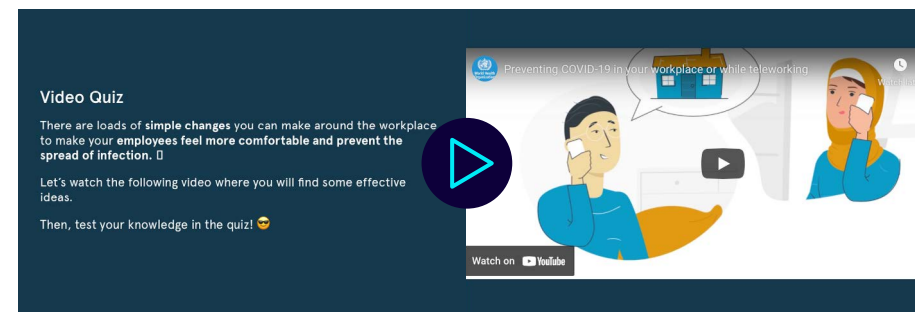 Video Quiz
There are loads of simple changes you can make around the workplace
to make your employees feel more comfortable and prevent the
spread of infection. 
Let's watch the following video where you will find some effective
ideas.
Then, test your knowledge in the quiz! 😎
Preventing COVID-19 in your workplace or while teleworking
Watch on YouTube